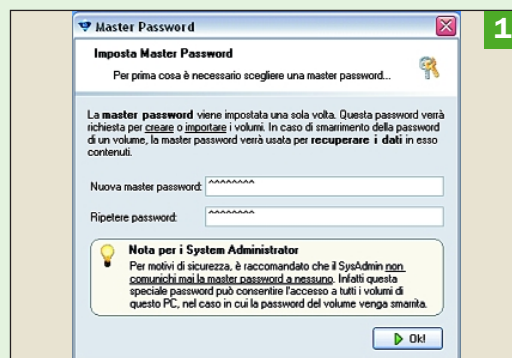 Master Password
1
Imposta Master Password
Per prima cosa è necessario scegliere una master password...
La master password viene impostata una sola volta. Questa password verrà
richiesta per creare o importare i volumi. In caso di smarrimento della password
di un volume, la master password verrà usata per recuperare i dati in esso
contenuti.
Nuova master password: ^^^^^^^^
Ripetere password: ^^^^^^^^
Nota per i System Administrator
Per motivi di sicurezza, è raccomandato che il SysAdmin non
comunichi mai la master password a nessuno. Infatti questa
speciale password può consentire l'accesso a tutti i volumi di
questo PC, nel caso in cui la password del volume venga smarrita.
Ok!